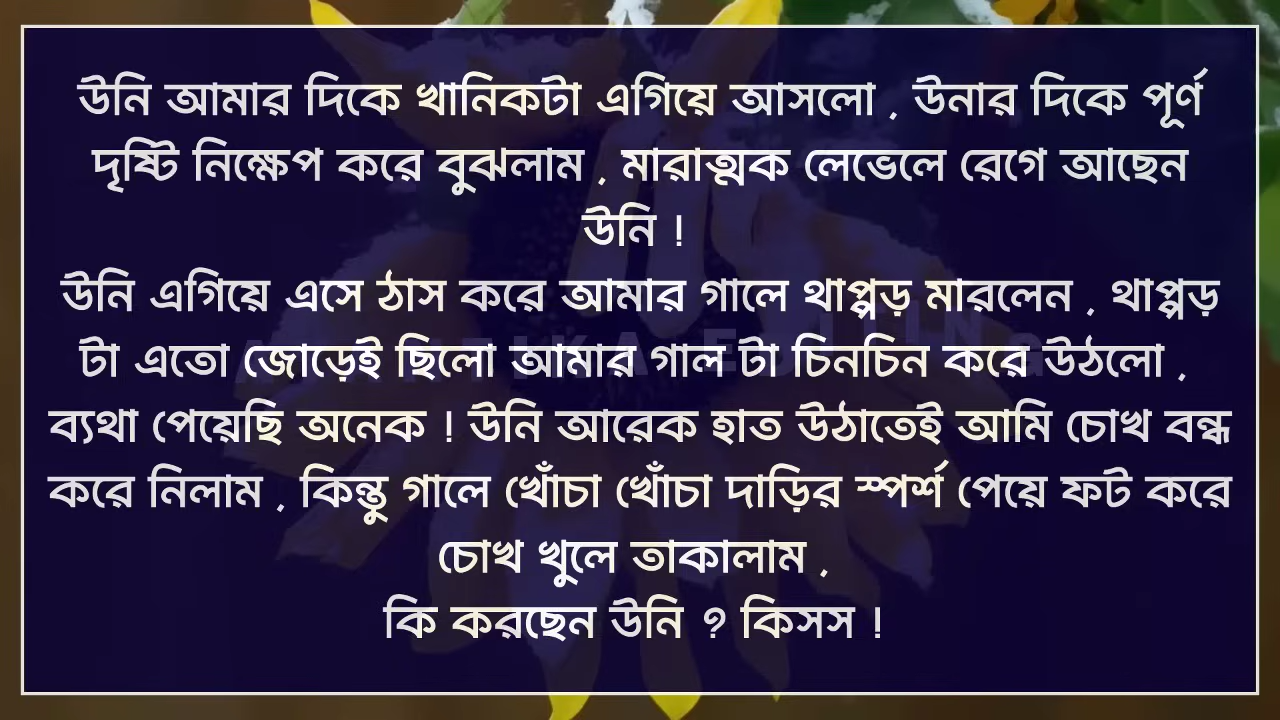 উনি আমার দিকে খানিকটা এগিয়ে আসলো , উনার দিকে পূর্ণ
দৃষ্টি নিক্ষেপ করে বুঝলাম , মারাত্মক লেভেলে রেগে আছেন
উনি !
উনি এগিয়ে এসে ঠাস করে আমার গালে থাপ্পড় মারলেন , থাপ্পড়
টা এতো জোড়েই ছিলো আমার গাল টা চিনচিন করে উঠলো ,
ব্যথা পেয়েছি অনেক ! উনি আরেক হাত উঠাতেই আমি চোখ বন্ধ
করে নিলাম , কিন্তু গালে খোঁচা খোঁচা দাড়ির স্পর্শ পেয়ে ফট করে
চোখ খুলে তাকালাম ,
কি করছেন উনি ? কিসস !